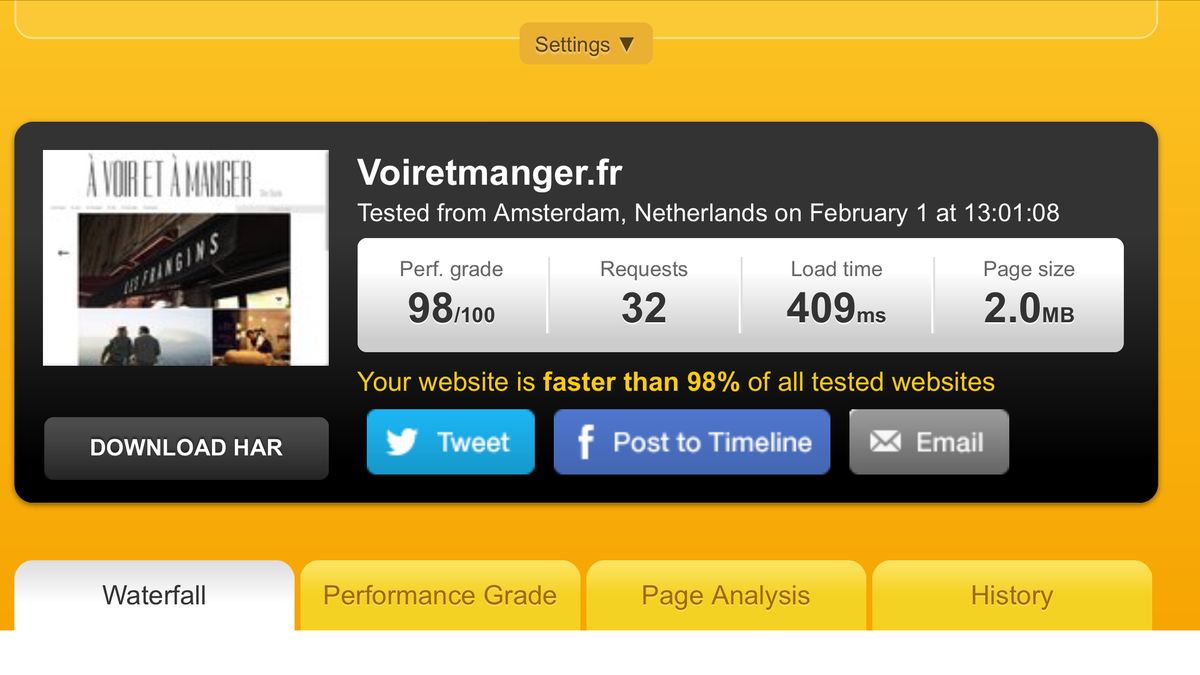 Settings ▼
À VOIR ET À MANGER
LES FRANGINS
Voiretmanger.fr
Tested from Amsterdam, Netherlands on February 1 at 13:01:08
Perf. grade Requests Load time Page size
98/100 32 409ms 2.0MB
Your website is faster than 98% of all tested websites
DOWNLOAD HAR
Tweet Post to Timeline Email
Waterfall Performance Grade Page Analysis History